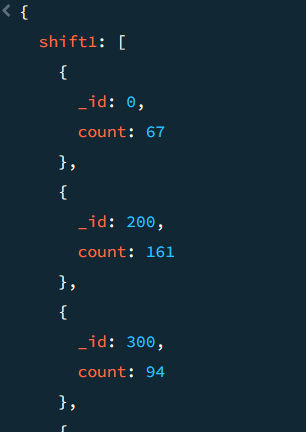 {
shift1: [
{
_id: 0,
count: 67
},
{
_id: 200,
count: 161
},
{
_id: 300,
count: 94
},
{